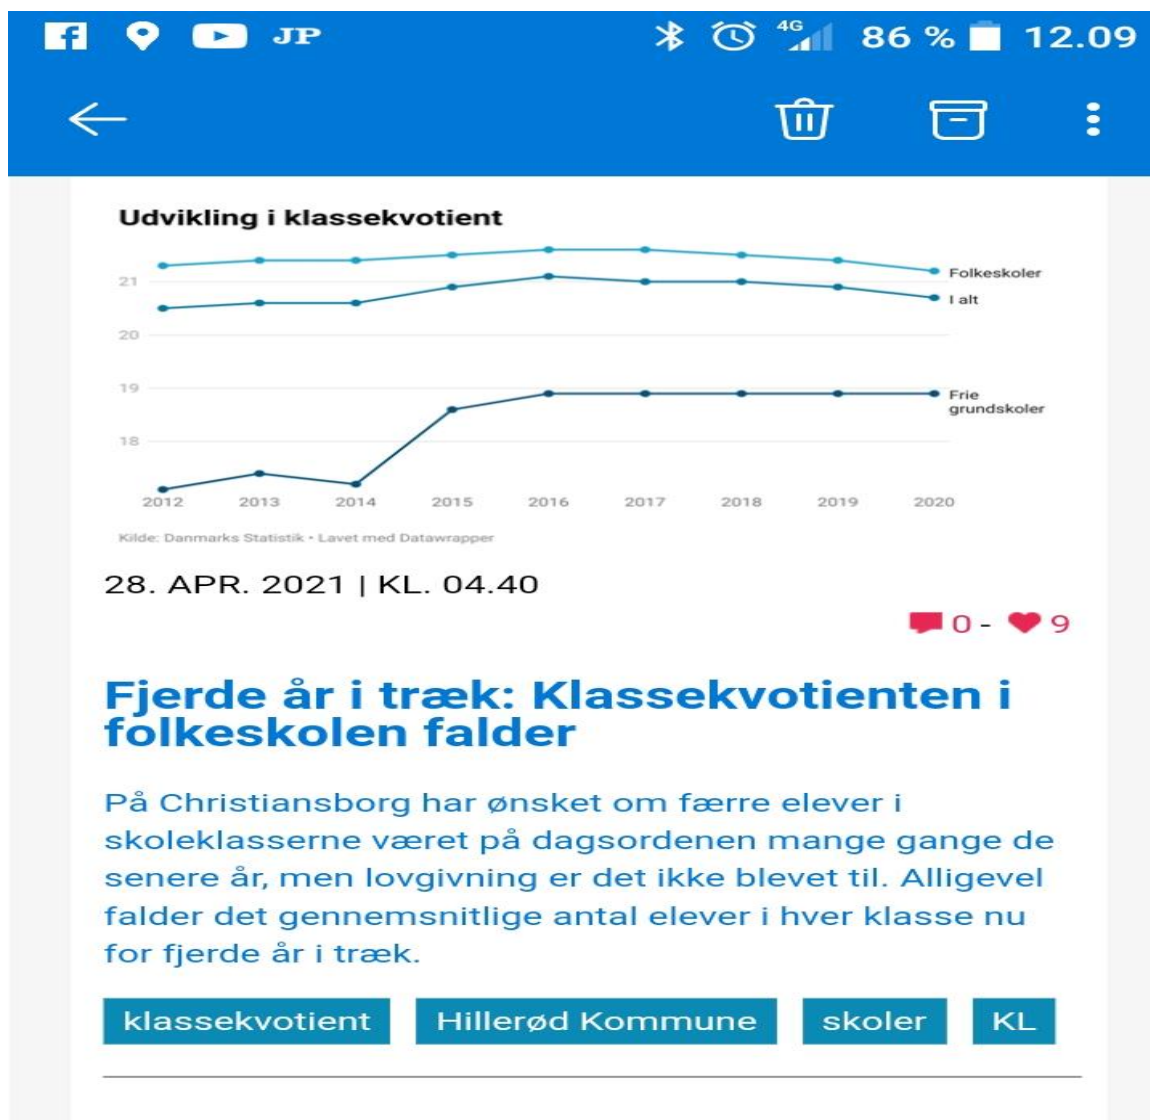 JP
4G
86 %
12.09
Udvikling i klassekvotient
21
20
19
18
Folkeskoler
I alt
Frie
grundskoler
2012 2013 2014 2015 2016 2017 2018 2019 2020
Kilde: Danmarks Statistik • Lavet med Datawrapper
28. APR. 2021 | KL. 04.40
0 - 9
Fjerde år i træk: Klassekvotienten i
folkeskolen falder
På Christiansborg har ønsket om færre elever i
skoleklasserne været på dagsordenen mange gange de
senere år, men lovgivning er det ikke blevet til. Alligevel
falder det gennemsnitlige antal elever i hver klasse nu
for fjerde år i træk.
klassekvotient Hillerød Kommune skoler KL